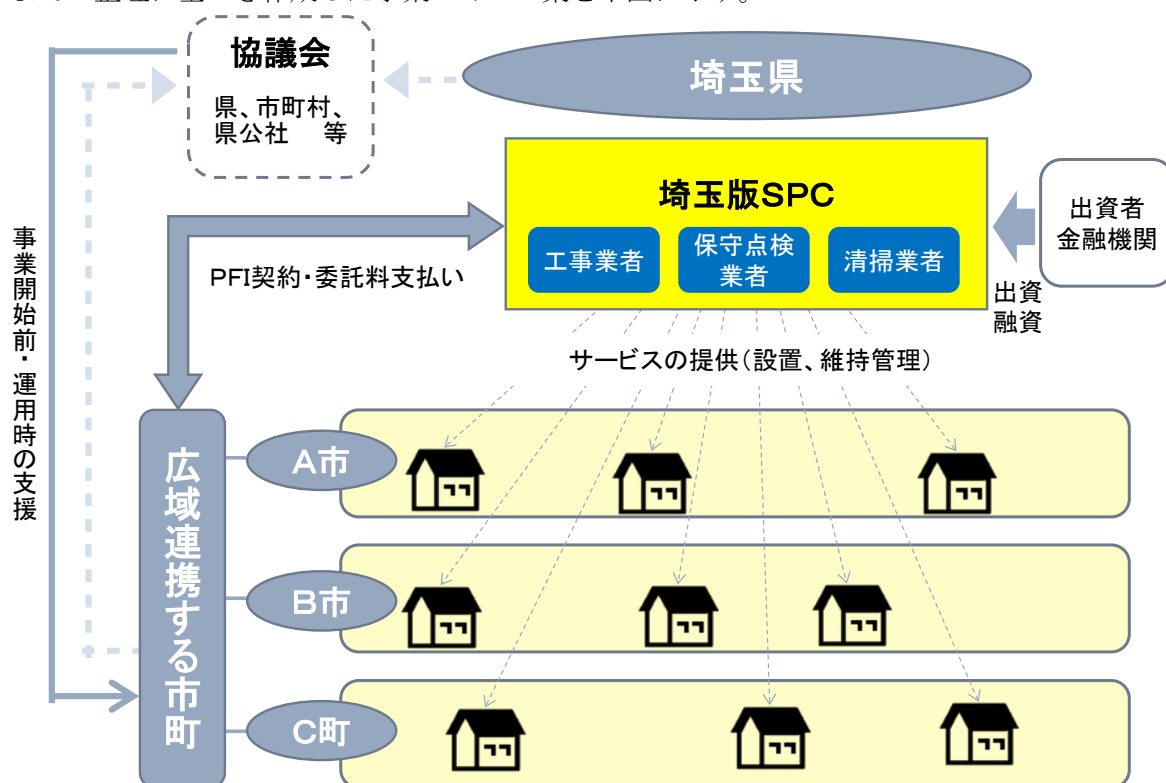 協議会
県、市町村、
県公社 等
埼玉県
埼玉版SPC
工事業者
保守点検
業者
清掃業者
出資者
金融機関
出資
融資
PFI契約・委託料支払い
事業開始前・運用時の支援
サービスの提供（設置、維持管理）
広域連携する市町
A市
B市
C町